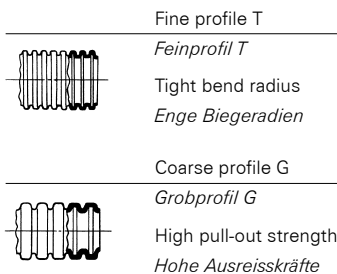 Fine profile T
Feinprofil T
Tight bend radius
Enge Biegeradien
Coarse profile G
Grobprofil G
High pull-out strength
Hohe Ausreisskräfte